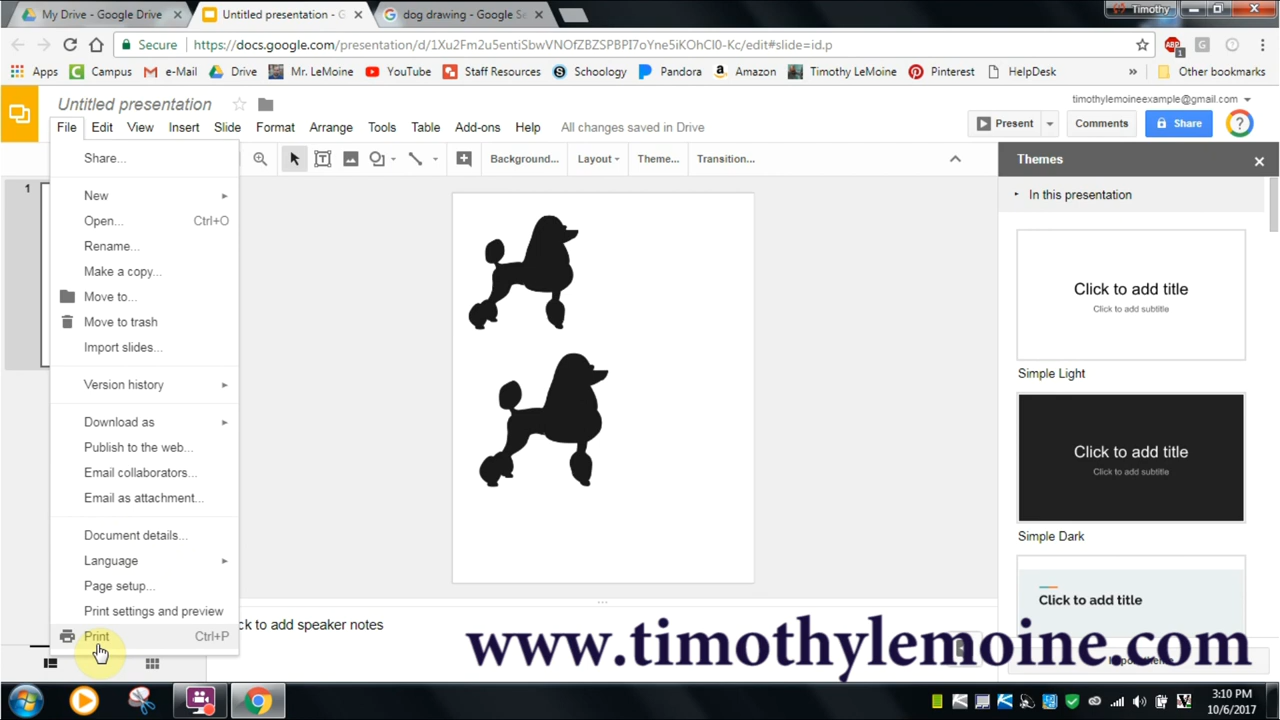 My Drive - Google Drive
Untitled presentation - G
dog drawing - Google Se
Timothy
Secure
https://docs.google.com/presentation/d/1Xu2Fm2u5entiSbwVNOfZBZSPBPI7oYne5iKOhCl0-Kc/edit#slide=id.p
ABP
1
G
Apps
Campus
e-Mail
Drive
Mr. LeMoine
YouTube
Staff Resources
Schoology
Pandora
Amazon
Timothy LeMoine
Pinterest
HelpDesk
»
Other bookmarks
Untitled presentation
timothylemoineexample@gmail.com
File Edit View Insert Slide Format Arrange Tools Table Add-ons Help All changes saved in Drive
Present
Comments
Share
?
Background...
Layout
Theme...
Transition...
Themes
Share...
New
Open... Ctrl+O
Rename...
Make a copy...
Move to...
Move to trash
Import slides...
Version history
Download as
Publish to the web...
Email collaborators...
Email as attachment...
Document details...
Language
Page setup...
Print settings and preview
Print Ctrl+P
1
In this presentation
Click to add title
Click to add subtitle
Simple Light
Click to add title
Click to add subtitle
Simple Dark
Click to add title
ck to add speaker notes
www.timothylemoine.com
3:10 PM
10/6/2017